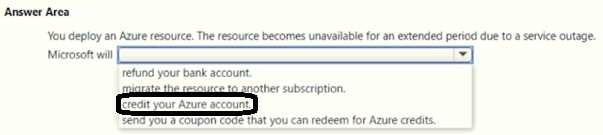 Answer Area
You deploy an Azure resource. The resource becomes unavailable for an extended period due to a service outage.
Microsoft will
refund your bank account.
migrate the resource to another subscription.
credit your Azure account.
send you a coupon code that you can redeem for Azure credits.